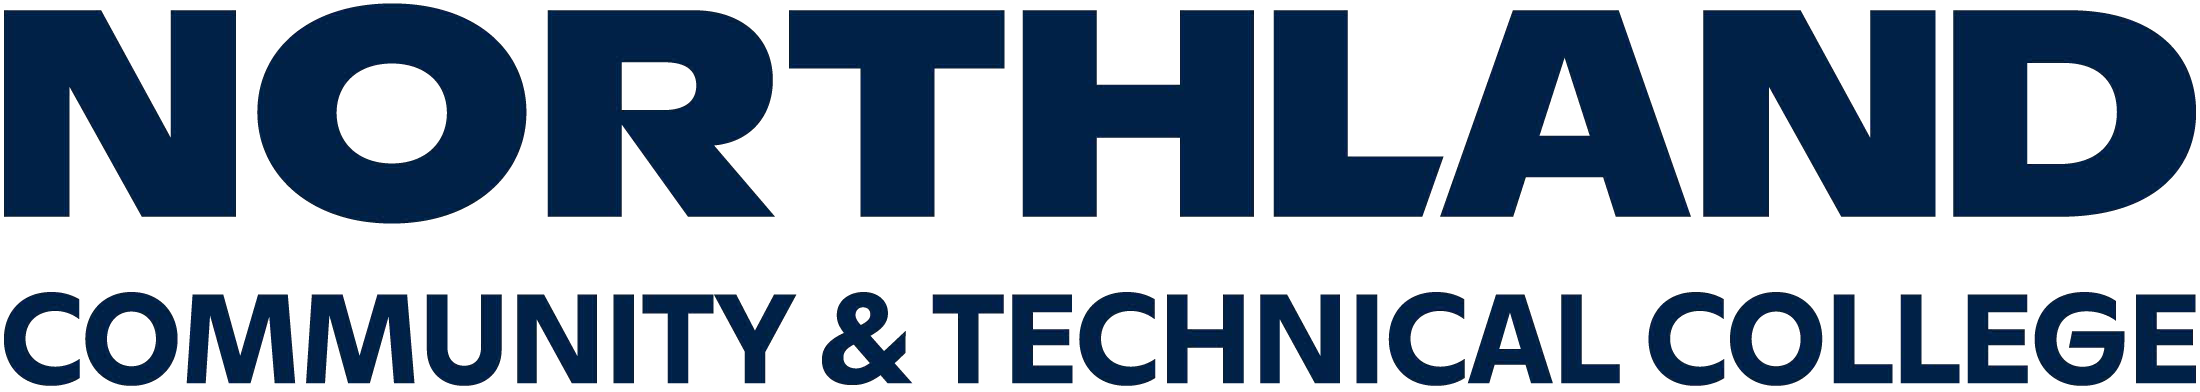 NORTHLAND
COMMUNITY & TECHNICAL COLLEGE